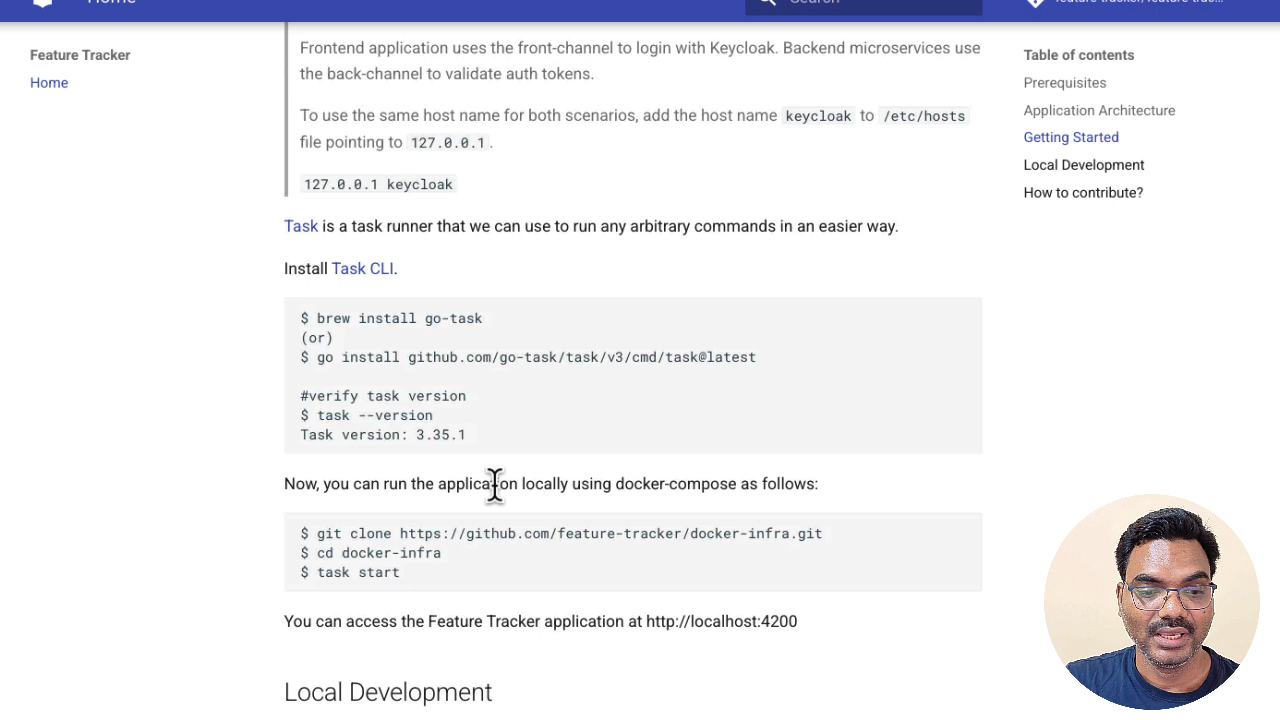 Home
Search
feature-tracker/feature-trac...
Feature Tracker
Home
Frontend application uses the front-channel to login with Keycloak. Backend microservices use
the back-channel to validate auth tokens.
To use the same host name for both scenarios, add the host name keycloak to /etc/hosts
file pointing to 127.0.0.1.
127.0.0.1 keycloak
Task is a task runner that we can use to run any arbitrary commands in an easier way.
Install Task CLI.
$ brew install go-task
(or)
$ go install github.com/go-task/task/v3/cmd/task@latest
#verify task version
$ task --version
Task version: 3.35.1
Now, you can run the application locally using docker-compose as follows:
$ git clone https://github.com/feature-tracker/docker-infra.git
$ cd docker-infra
$ task start
You can access the Feature Tracker application at http://localhost:4200
Local Development
Table of contents
Prerequisites
Application Architecture
Getting Started
Local Development
How to contribute?